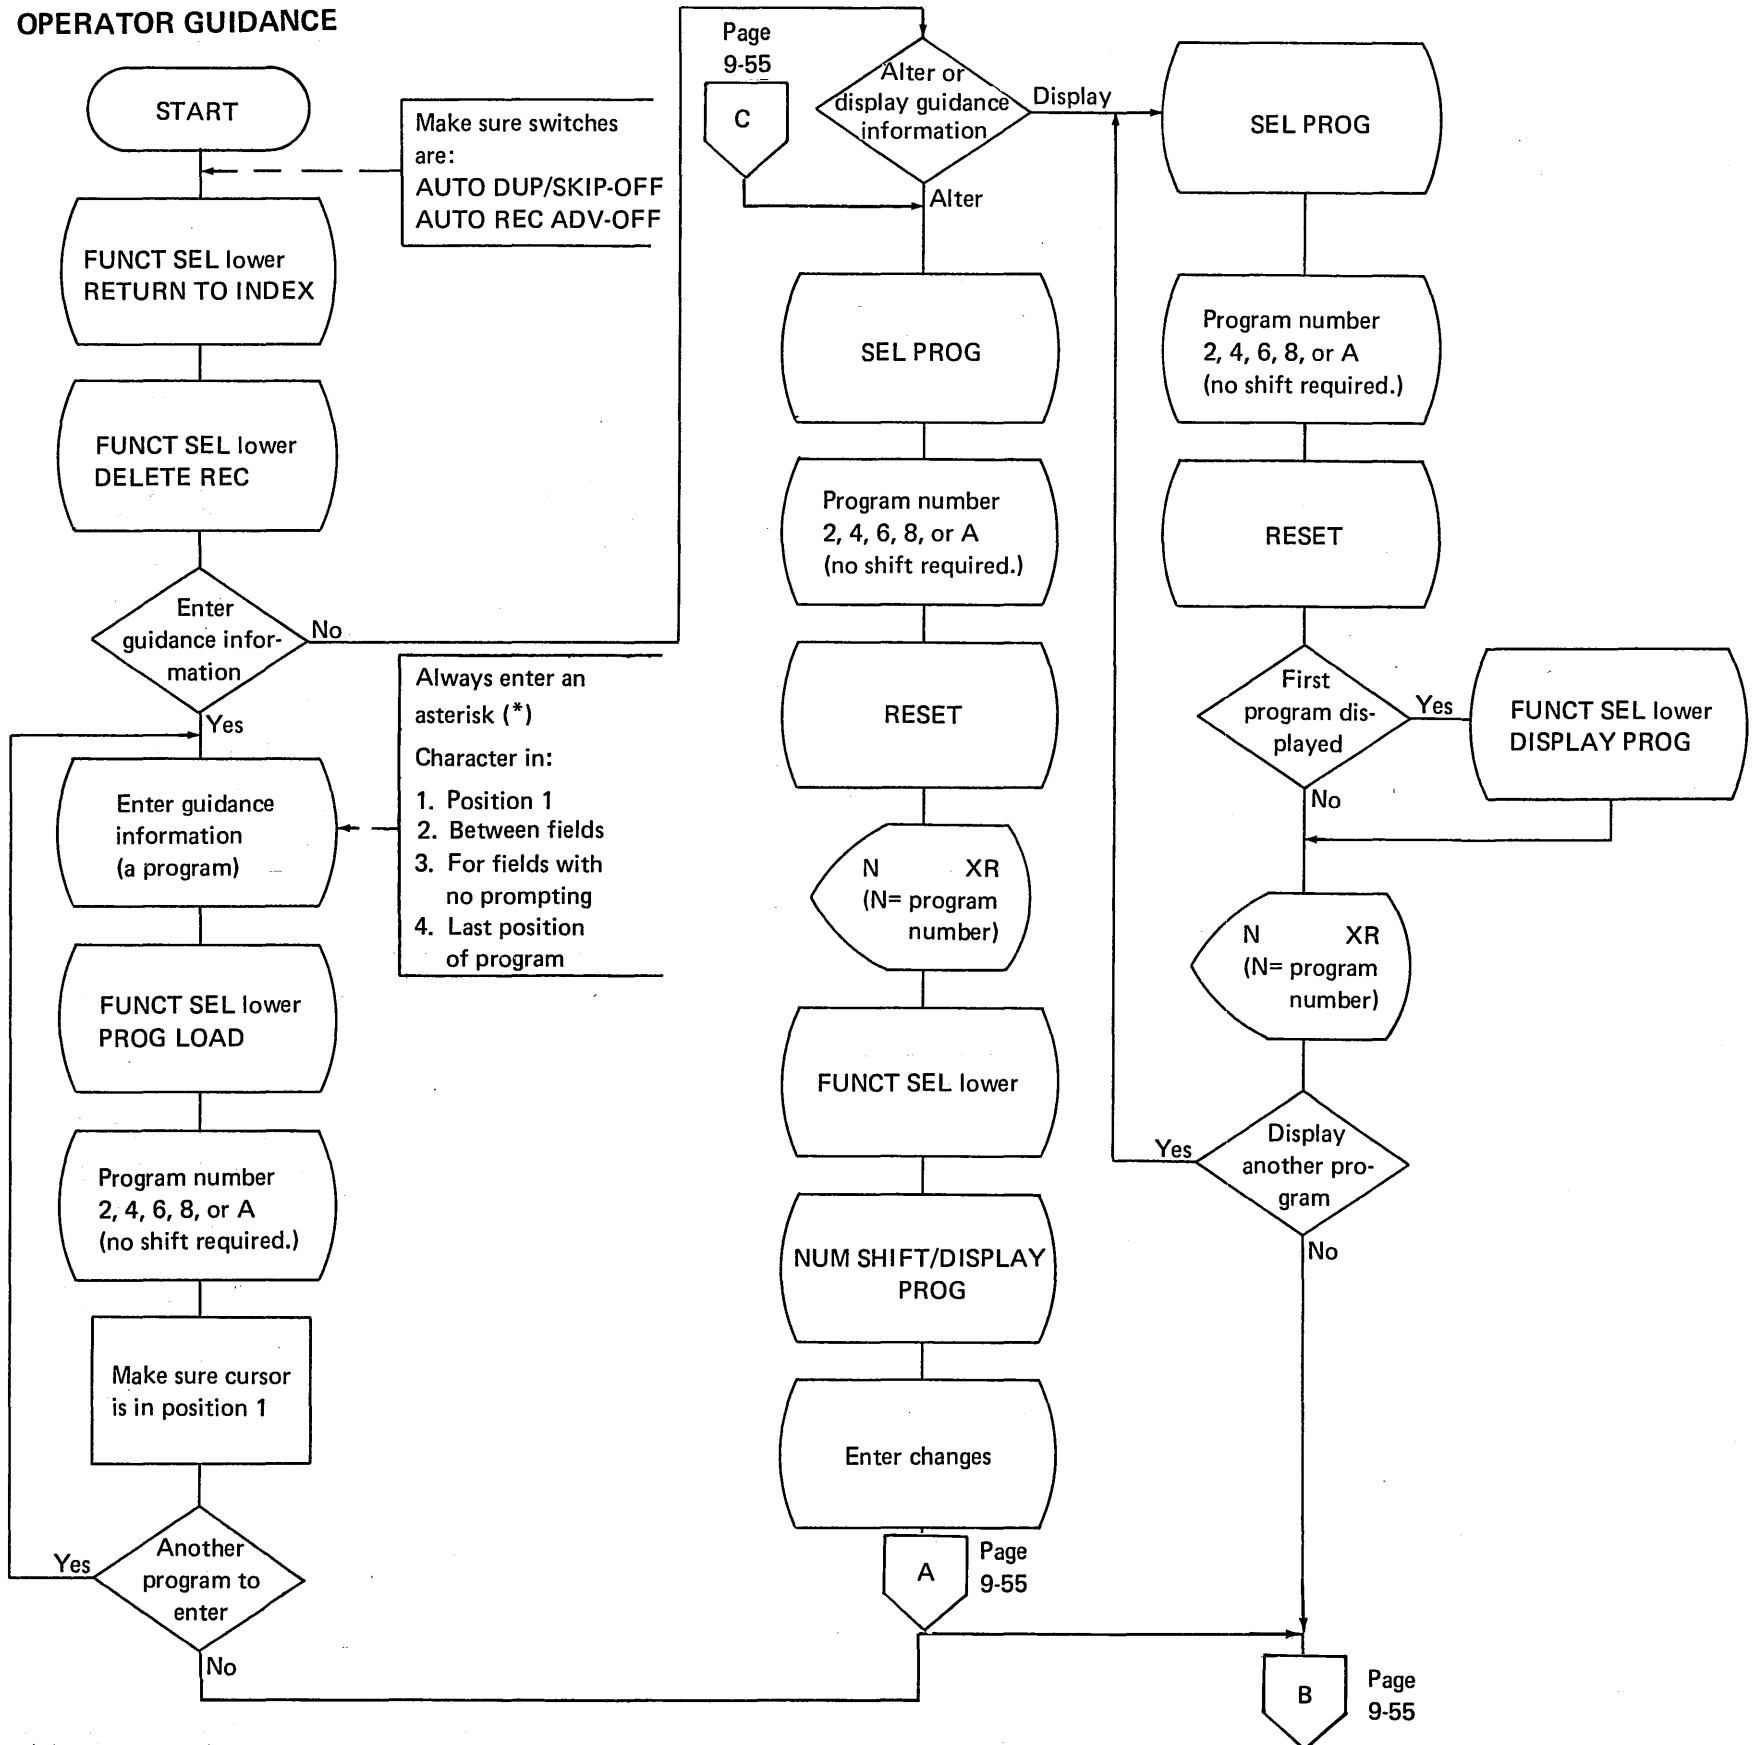 OPERATOR GUIDANCE
START
Make sure switches
are:
AUTO DUP/SKIP-OFF
AUTO REC ADV-OFF
FUNCT SEL lower
RETURN TO INDEX
FUNCT SEL lower
DELETE REC
Enter
guidance infor-
mation
No
Yes
Always enter an
asterisk (*)
Character in:
1. Position 1
2. Between fields
3. For fields with
no prompting
4. Last position
of program
Enter guidance
information
(a program)
FUNCT SEL lower
PROG LOAD
Program number
2, 4, 6, 8, or A
(no shift required.)
Make sure cursor
is in position 1
Another
program to
enter
Yes
No
Page
9-55
C
Alter or
display guidance
information
Display
Alter
SEL PROG
Program number
2, 4, 6, 8, or A
(no shift required.)
RESET
N XR
(N= program
number)
FUNCT SEL lower
NUM SHIFT/DISPLAY
PROG
Enter changes
A
Page
9-55
SEL PROG
Program number
2, 4, 6, 8, or A
(no shift required.)
RESET
First
program dis-
played
Yes
FUNCT SEL lower
DISPLAY PROG
No
N XR
(N= program
number)
Display
another pro-
gram
Yes
No
B
Page
9-55